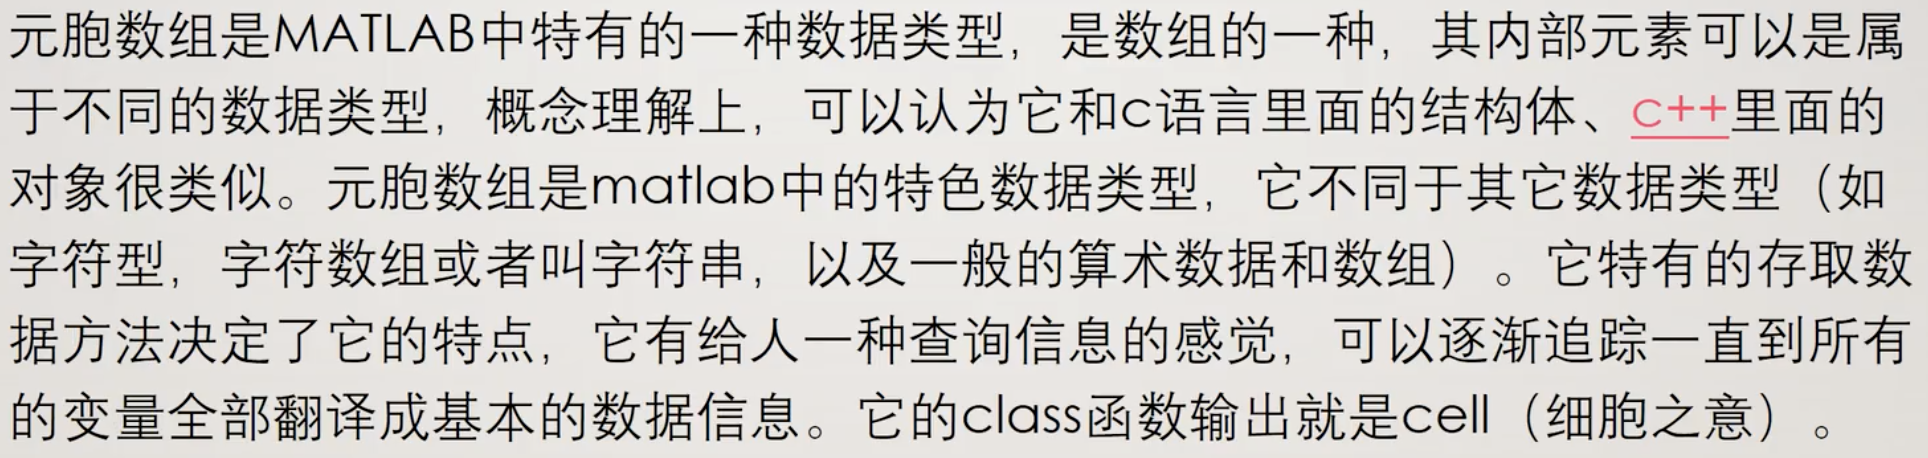 元胞数组是MATLAB中特有的一种数据类型，是数组的一种，其内部元素可以是属
于不同的数据类型，概念理解上，可以认为它和c语言里面的结构体、c++里面的
对象很类似。元胞数组是matlab中的特色数据类型，它不同于其它数据类型（如
字符型，字符数组或者叫字符串，以及一般的算术数据和数组）。它特有的存取数
据方法决定了它的特点，它有给人一种查询信息的感觉，可以逐渐追踪一直到所有
的变量全部翻译成基本的数据信息。它的class函数输出就是cell（细胞之意）。